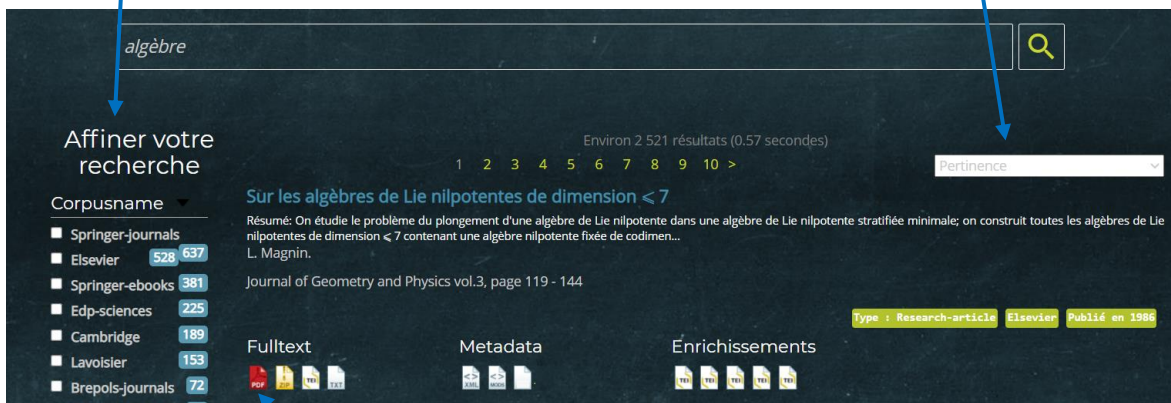 algèbre
Affiner votre
recherche
Environ 2 521 résultats (0.57 secondes)
1 2 3 4 5 6 7 8 9 10 >
Pertinence
Corpusname
Springer-journals 637
Elsevier 528
Springer-ebooks 381
Edp-sciences 225
Cambridge 189
Lavoisier 153
Brepols-journals 72
Sur les algèbres de Lie nilpotentes de dimension ⩽ 7
Résumé: On étudie le problème du plongement d'une algèbre de Lie nilpotente dans une algèbre de Lie nilpotente stratifiée minimale; on construit toutes les algèbres de Lie
nilpotentes de dimension ⩽ 7 contenant une algèbre nilpotente fixée de codimen...
L. Magnin.
Journal of Geometry and Physics vol.3, page 119 - 144
Type : Research-article Elsevier Publié en 1986
Fulltext Metadata Enrichissements
PDF ZIP TEI TXT XML MODS TEI TEI TEI TEI TEI